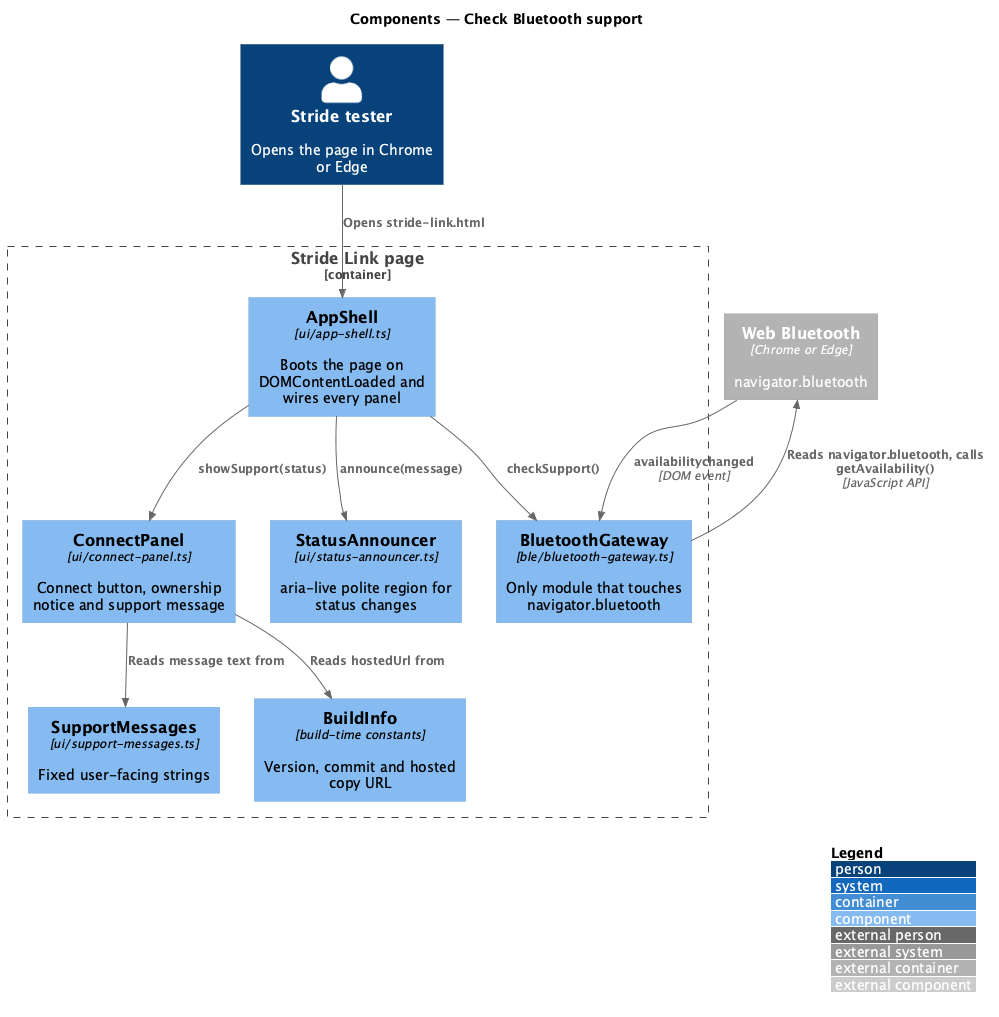 Components — Check Bluetooth support
Stride tester
Opens the page in Chrome
or Edge
Opens stride-link.html
Stride Link page
[container]
AppShell
[ui/app-shell.ts]
Boots the page on
DOMContentLoaded and
wires every panel
Web Bluetooth
[Chrome or Edge]
navigator.bluetooth
showSupport(status)
announce(message)
checkSupport()
availabilitychanged
[DOM event]
Reads navigator.bluetooth, calls
getAvailability()
[JavaScript API]
ConnectPanel
[ui/connect-panel.ts]
Connect button, ownership
notice and support message
StatusAnnouncer
[ui/status-announcer.ts]
aria-live polite region for
status changes
BluetoothGateway
[ble/bluetooth-gateway.ts]
Only module that touches
navigator.bluetooth
Reads message text from
Reads hostedUrl from
SupportMessages
[ui/support-messages.ts]
Fixed user-facing strings
BuildInfo
[build-time constants]
Version, commit and hosted
copy URL
Legend
person
system
container
component
external person
external system
external container
external component